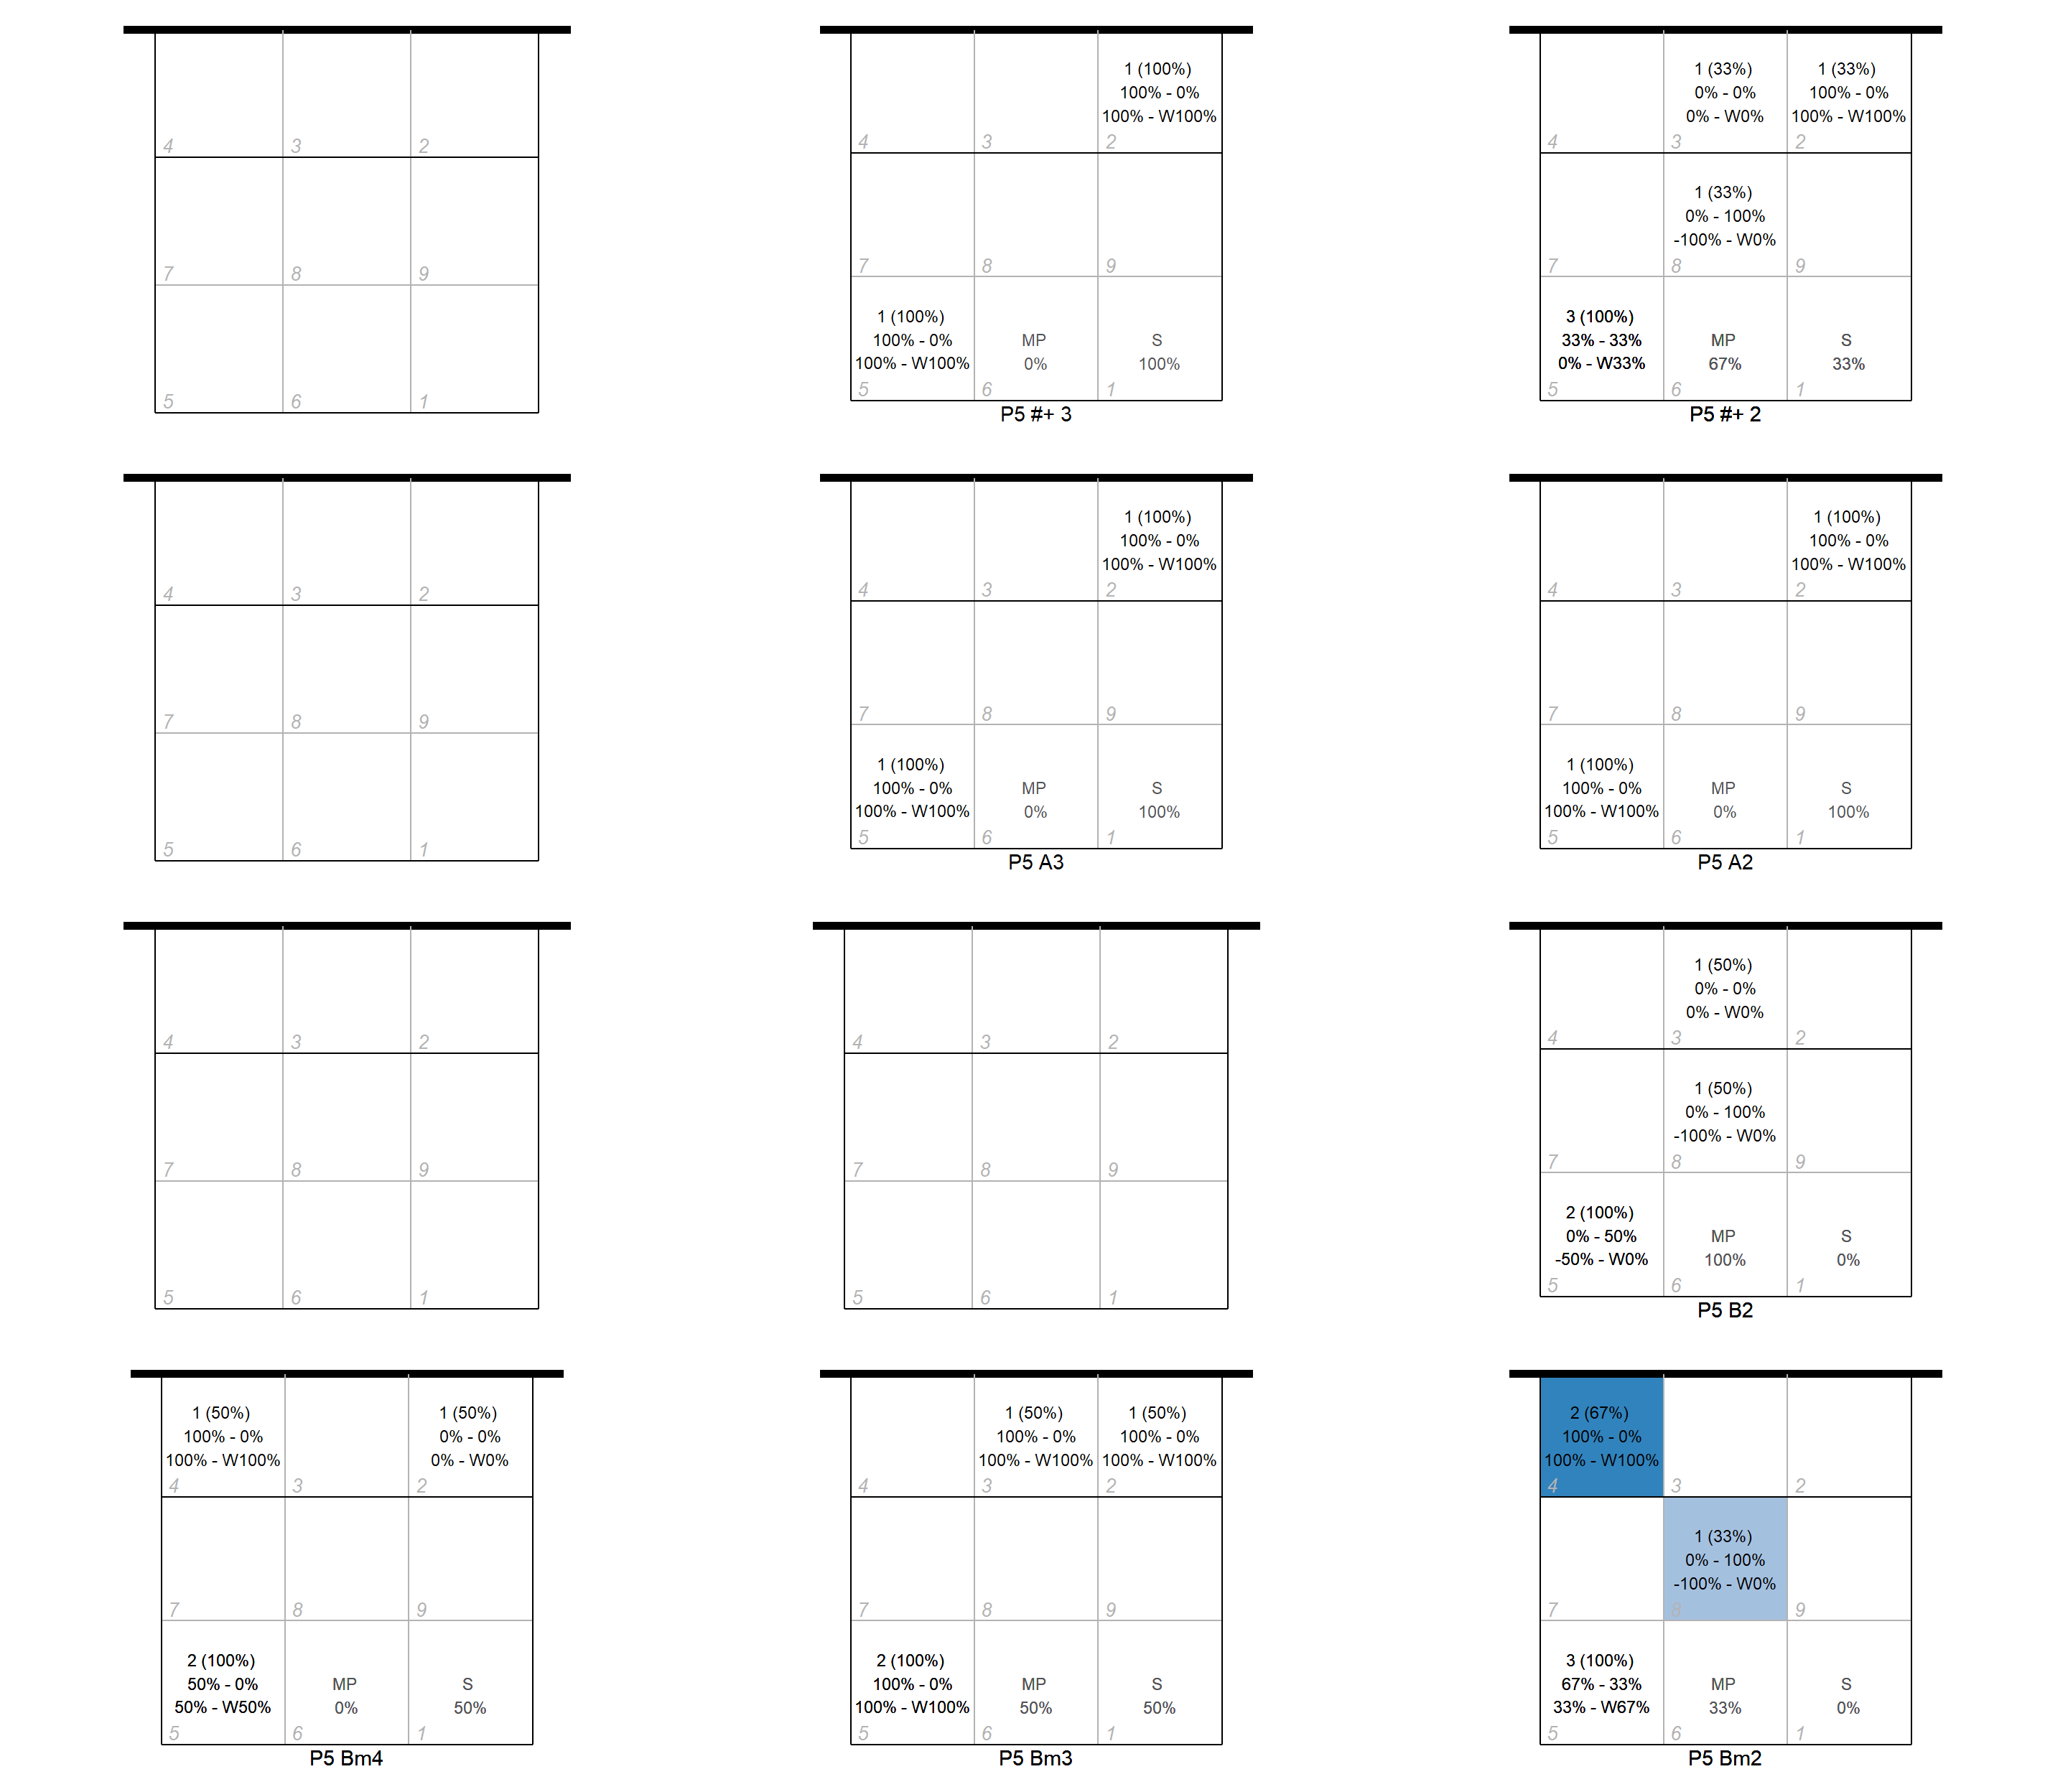 4 3 2
7 8 9
5 6 1
1 (100%)
100% - 0%
100% - W100%
4 3 2
7 8 9
1 (100%)
100% - 0% MP S
100% - W100% 0% 100%
5 6 1
P5 #+ 3
1 (33%) 1 (33%)
0% - 0% 100% - 0%
0% - W0% 100% - W100%
4 3 2
1 (33%)
0% - 100%
-100% - W0%
7 8 9
3 (100%)
33% - 33% MP S
0% - W33% 67% 33%
5 6 1
P5 #+ 2
4 3 2
7 8 9
5 6 1
1 (100%)
100% - 0%
100% - W100%
4 3 2
7 8 9
1 (100%)
100% - 0% MP S
100% - W100% 0% 100%
5 6 1
P5 A3
1 (100%)
100% - 0%
100% - W100%
4 3 2
7 8 9
1 (100%)
100% - 0% MP S
100% - W100% 0% 100%
5 6 1
P5 A2
4 3 2
7 8 9
5 6 1
4 3 2
7 8 9
5 6 1
1 (50%)
0% - 0%
0% - W0%
4 3 2
1 (50%)
0% - 100%
-100% - W0%
7 8 9
2 (100%)
0% - 50% MP S
-50% - W0% 100% 0%
5 6 1
P5 B2
1 (50%) 1 (50%)
100% - 0% 0% - 0%
100% - W100% 0% - W0%
4 3 2
7 8 9
2 (100%)
50% - 0% MP S
50% - W50% 0% 50%
5 6 1
P5 Bm4
1 (50%) 1 (50%)
100% - 0% 100% - 0%
100% - W100% 100% - W100%
4 3 2
7 8 9
2 (100%)
100% - 0% MP S
100% - W100% 50% 50%
5 6 1
P5 Bm3
2 (67%)
100% - 0%
100% - W100%
4 3 2
1 (33%)
0% - 100%
-100% - W0%
7 8 9
3 (100%)
67% - 33% MP S
33% - W67% 33% 0%
5 6 1
P5 Bm2